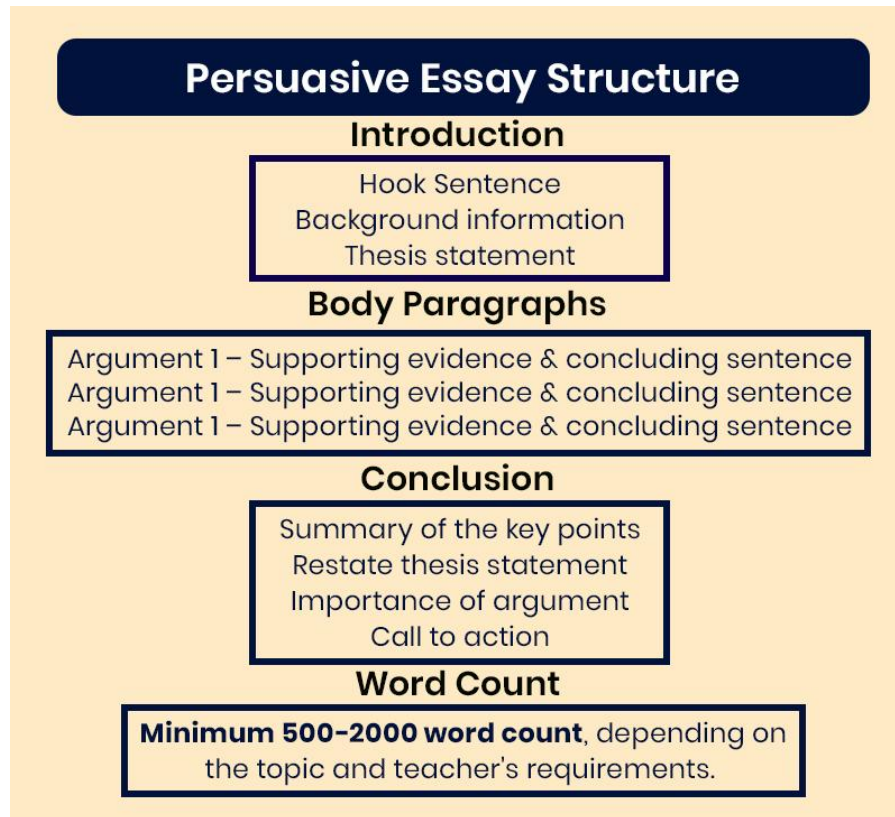 Persuasive Essay Structure
Introduction
Hook Sentence
Background information
Thesis statement
Body Paragraphs
Argument 1 – Supporting evidence & concluding sentence
Argument 1 – Supporting evidence & concluding sentence
Argument 1 – Supporting evidence & concluding sentence
Conclusion
Summary of the key points
Restate thesis statement
Importance of argument
Call to action
Word Count
Minimum 500-2000 word count, depending on
the topic and teacher's requirements.